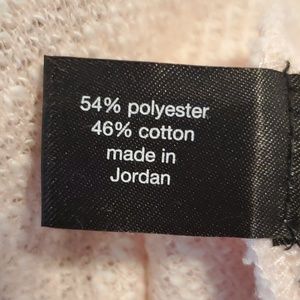 54% polyester
46% cotton
made in
Jordan